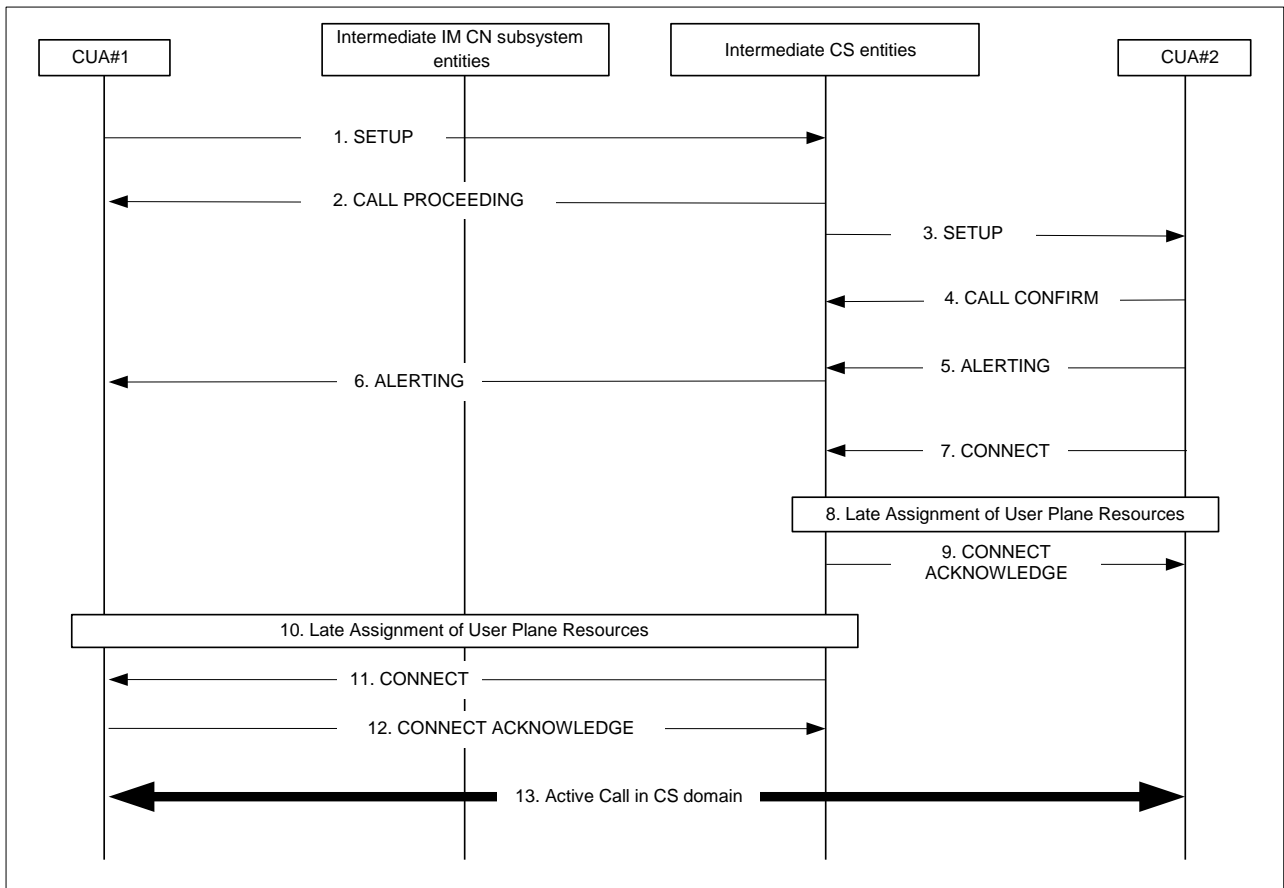 CUA#1
Intermediate IM CN subsystem
entities
Intermediate CS entities
CUA#2
1. SETUP
2. CALL PROCEEDING
3. SETUP
4. CALL CONFIRM
5. ALERTING
6. ALERTING
7. CONNECT
8. Late Assignment of User Plane Resources
9. CONNECT
ACKNOWLEDGE
10. Late Assignment of User Plane Resources
11. CONNECT
12. CONNECT ACKNOWLEDGE
13. Active Call in CS domain